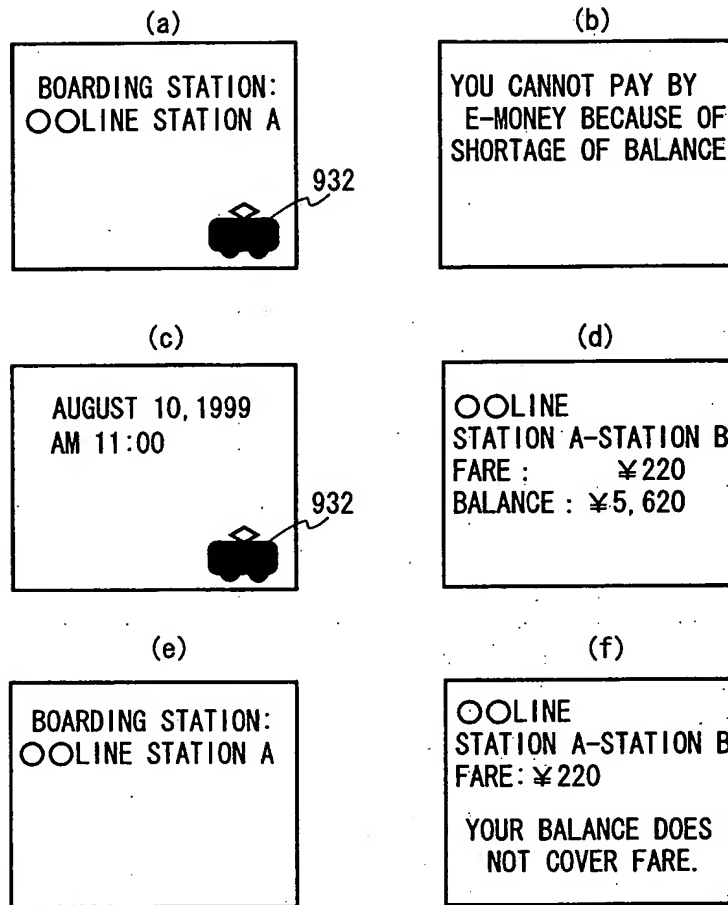 (a)
BOARDING STATION:
○○LINE STATION A
932
(b)
YOU CANNOT PAY BY
E-MONEY BECAUSE OF
SHORTAGE OF BALANCE
(c)
AUGUST 10,1999
AM 11:00
932
(d)
○○LINE
STATION A-STATION B
FARE : ¥220
BALANCE : ¥5,620
(e)
BOARDING STATION:
○○LINE STATION A
(f)
○○LINE
STATION A-STATION B
FARE: ¥220
YOUR BALANCE DOES
NOT COVER FARE.